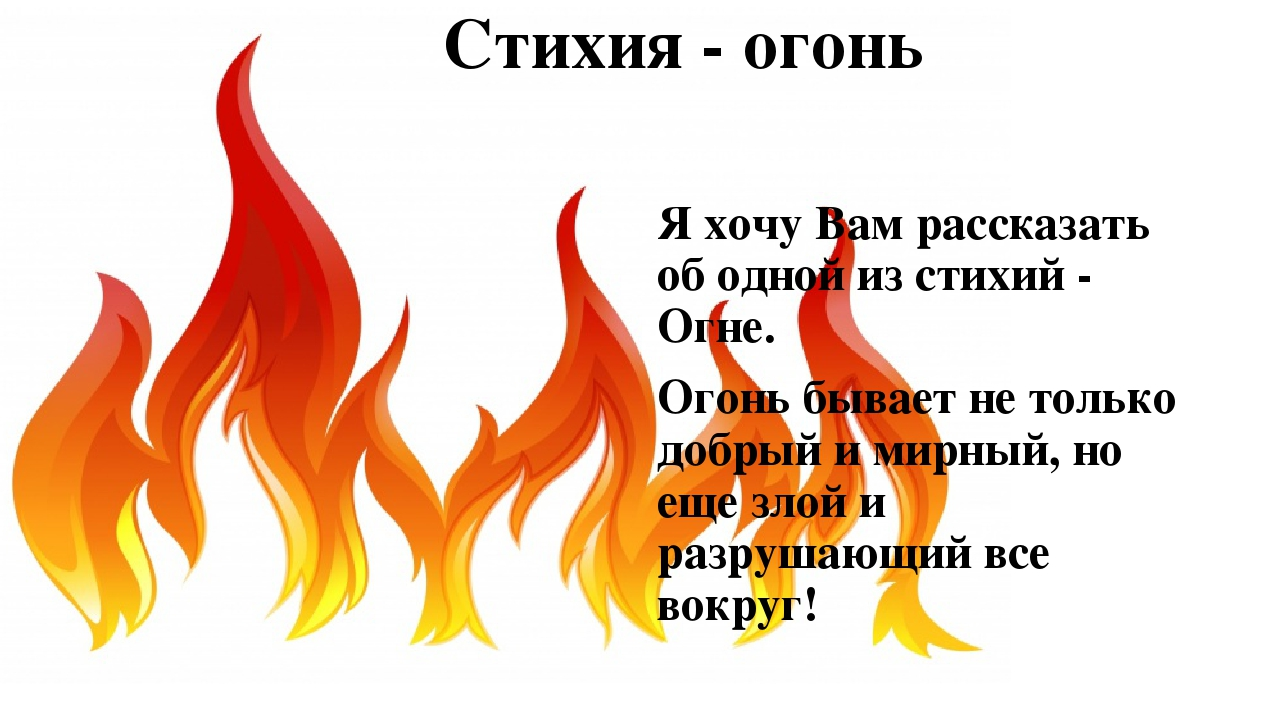 Стихия - огонь
Я хочу Вам рассказать
об одной из стихий -
Огне.
Огонь бывает не только
добрый и мирный, но
еще злой и
разрушающий все
вокруг!